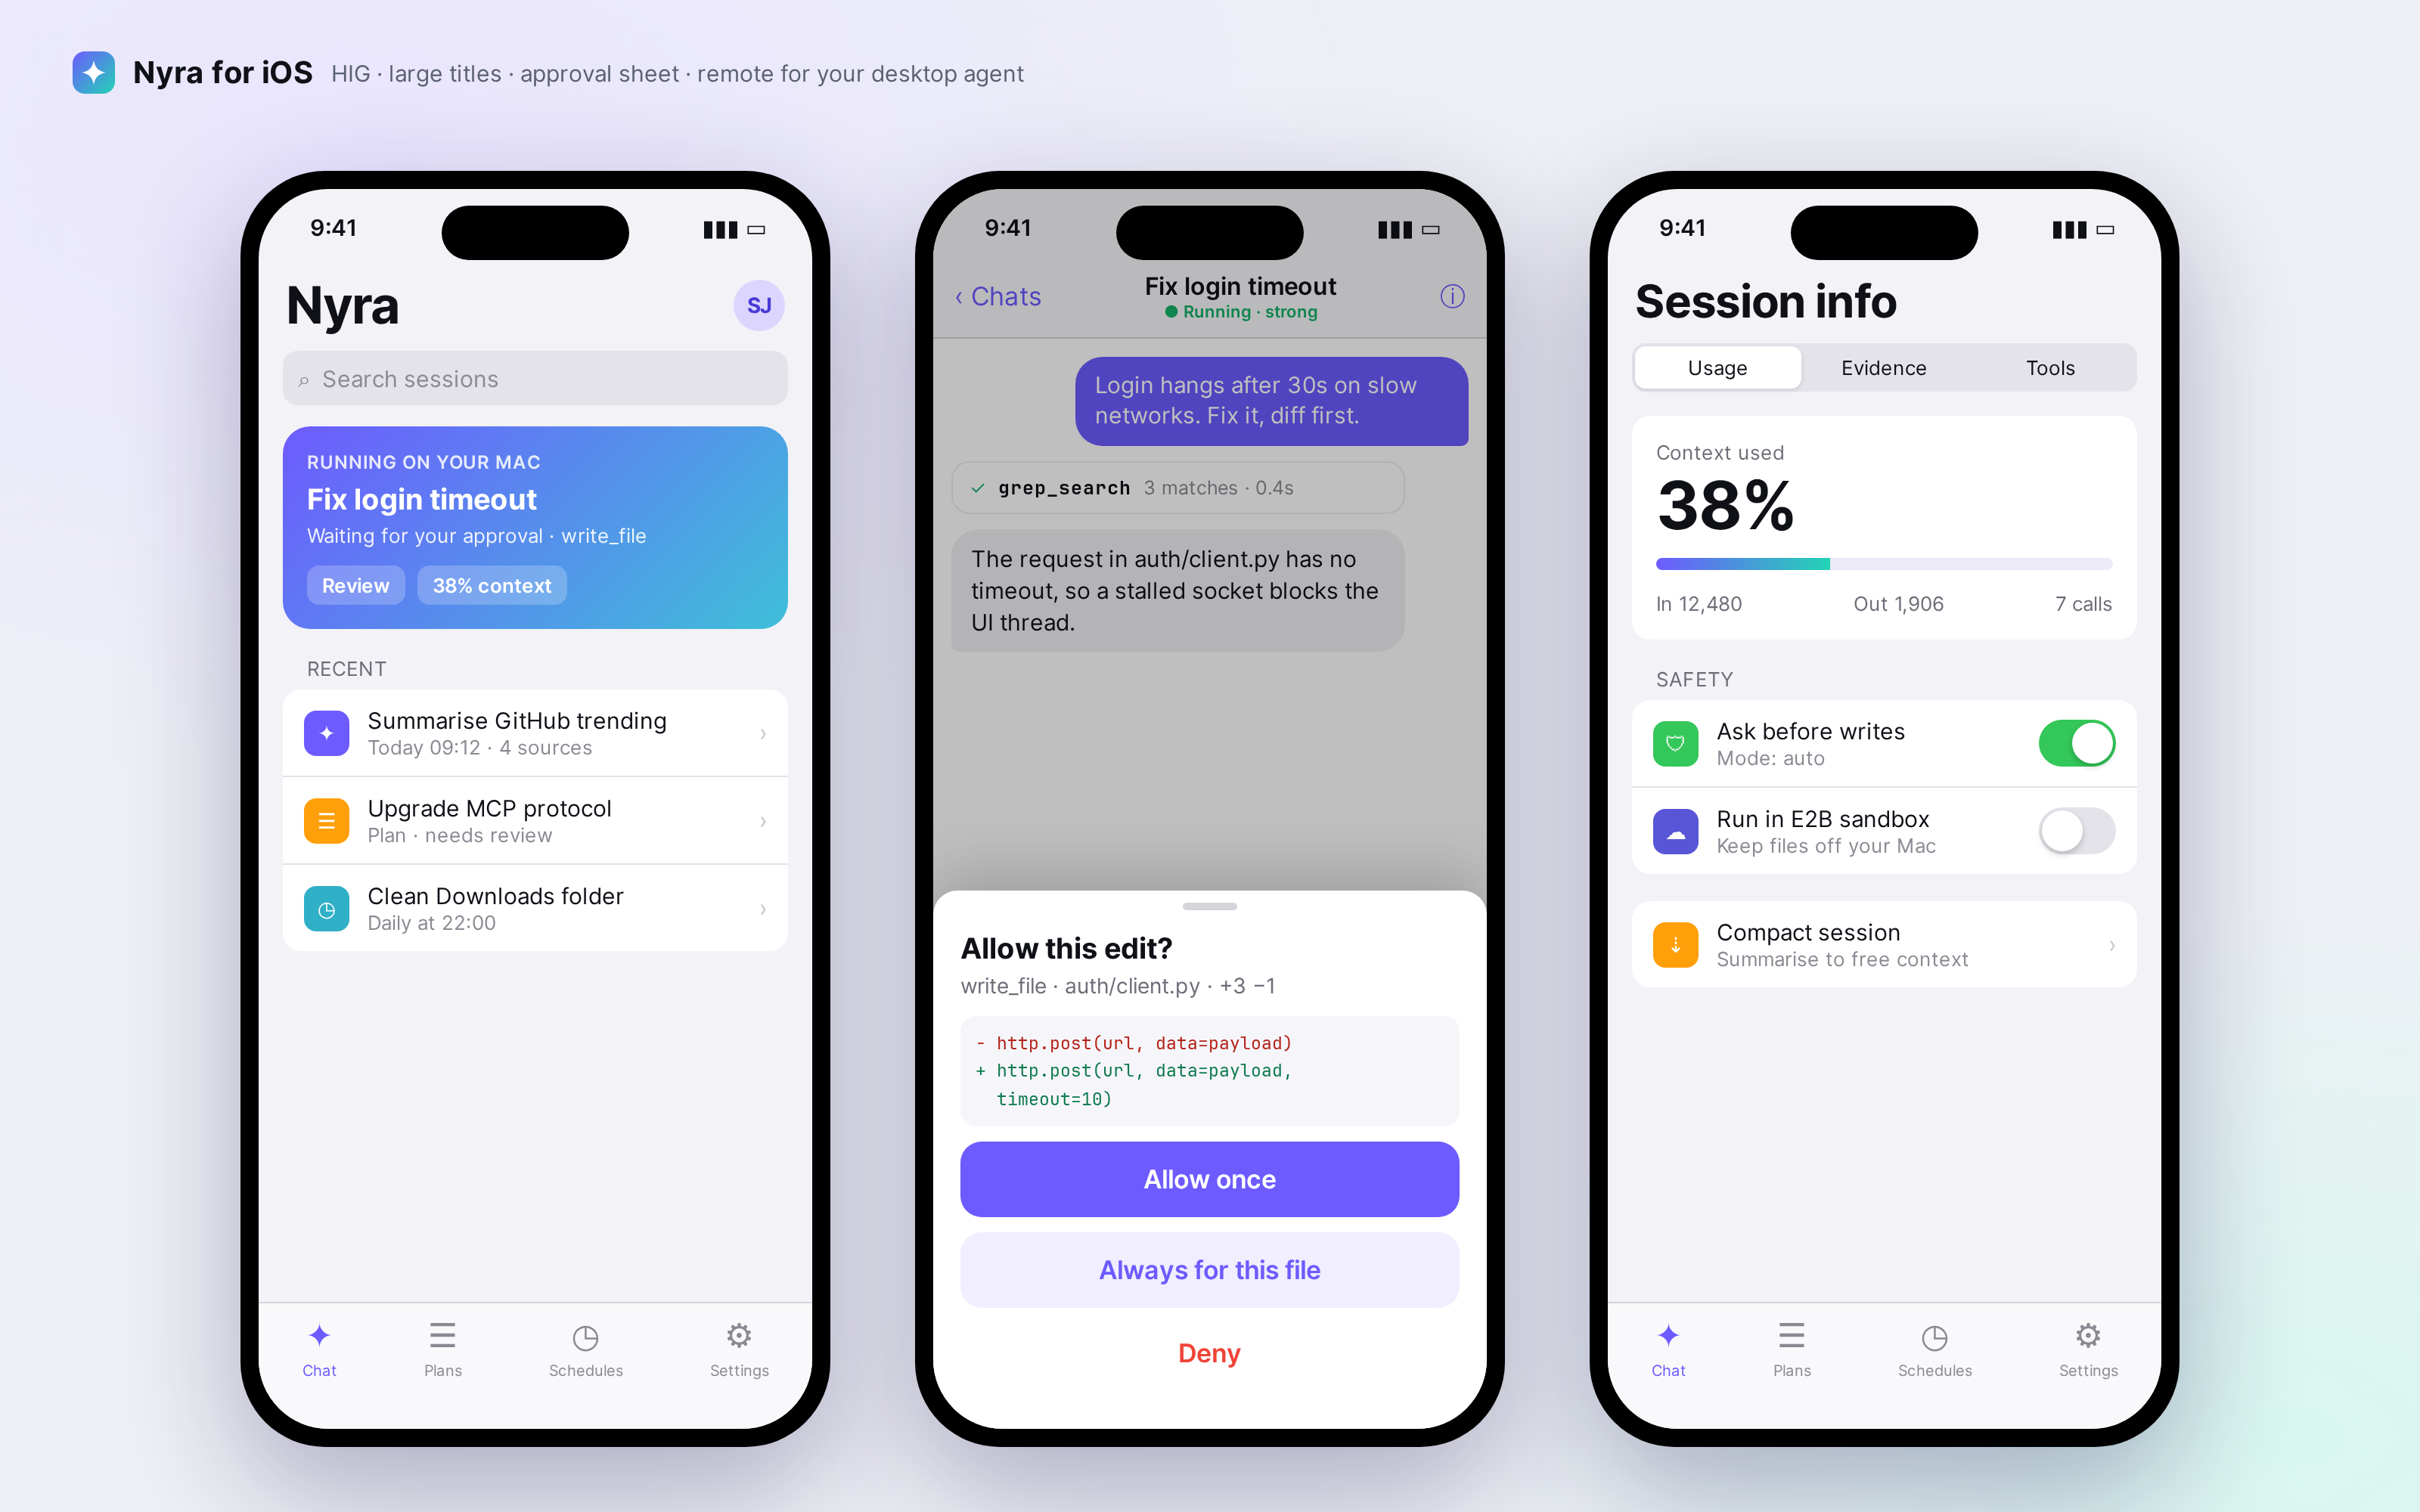 Nyra for iOS HIG · large titles · approval sheet · remote for your desktop agent
9:41
Nyra
SJ
Search sessions
RUNNING ON YOUR MAC
Fix login timeout
Waiting for your approval · write_file
Review 38% context
RECENT
Summarise GitHub trending
Today 09:12 · 4 sources
Upgrade MCP protocol
Plan · needs review
Clean Downloads folder
Daily at 22:00
Chat Plans Schedules Settings
9:41
‹ Chats
Fix login timeout
Running · strong
Login hangs after 30s on slow
networks. Fix it, diff first.
✓ grep_search 3 matches · 0.4s
The request in auth/client.py has no
timeout, so a stalled socket blocks the
UI thread.
Allow this edit?
write_file · auth/client.py · +3 −1
- http.post(url, data=payload)
+ http.post(url, data=payload,
timeout=10)
Allow once
Always for this file
Deny
9:41
Session info
Usage Evidence Tools
Context used
38%
In 12,480 Out 1,906 7 calls
SAFETY
Ask before writes
Mode: auto
Run in E2B sandbox
Keep files off your Mac
Compact session
Summarise to free context
Chat Plans Schedules Settings